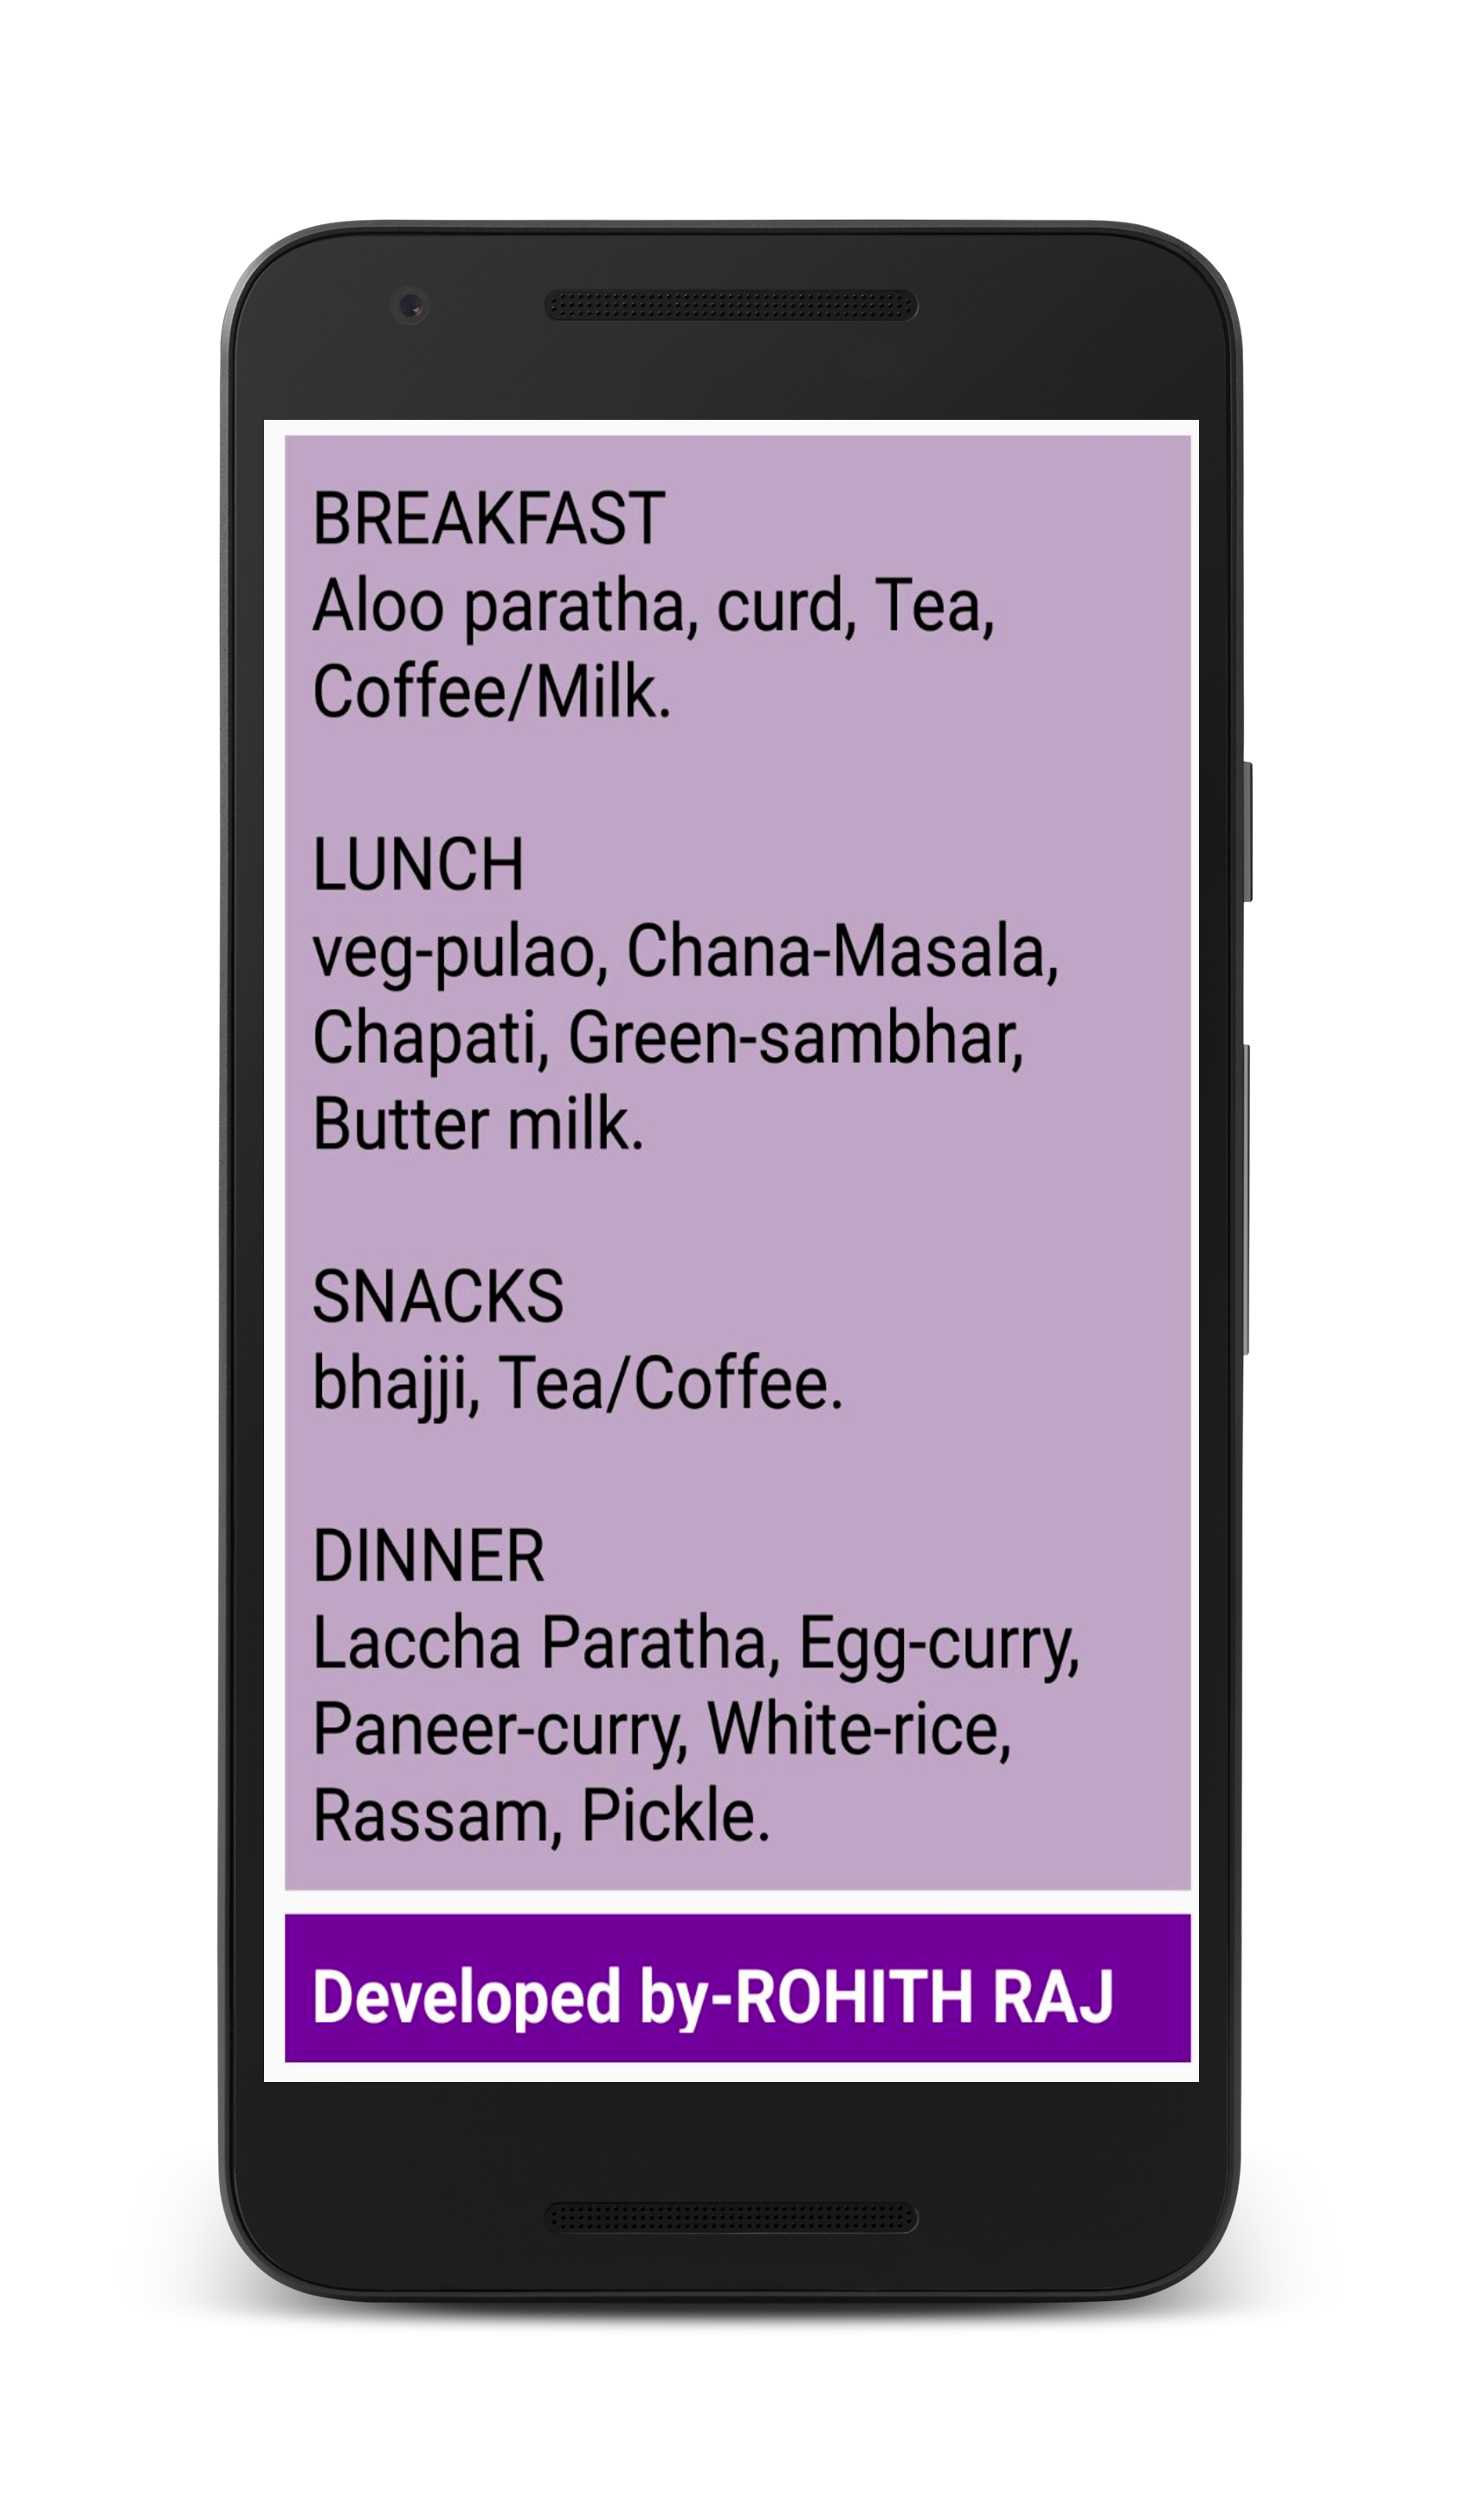 BREAKFAST
Aloo paratha, curd, Tea,
Coffee/Milk.
LUNCH
veg-pulao, Chana-Masala,
Chapati, Green-sambhar,
Butter milk.
SNACKS
bhajji, Tea/Coffee.
DINNER
Laccha Paratha, Egg-curry,
Paneer-curry, White-rice,
Rassam, Pickle.
Developed by-ROHITH RAJ